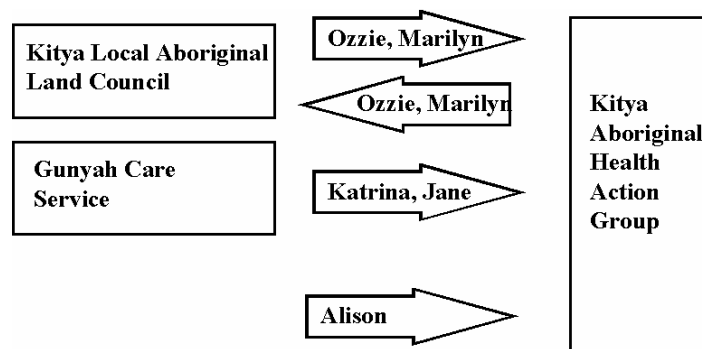 Kitya Local Aboriginal
Land Council
Ozzie, Marilyn
Ozzie, Marilyn
Gunyah Care
Service
Katrina, Jane
Alison
Kitya
Aboriginal
Health
Action
Group